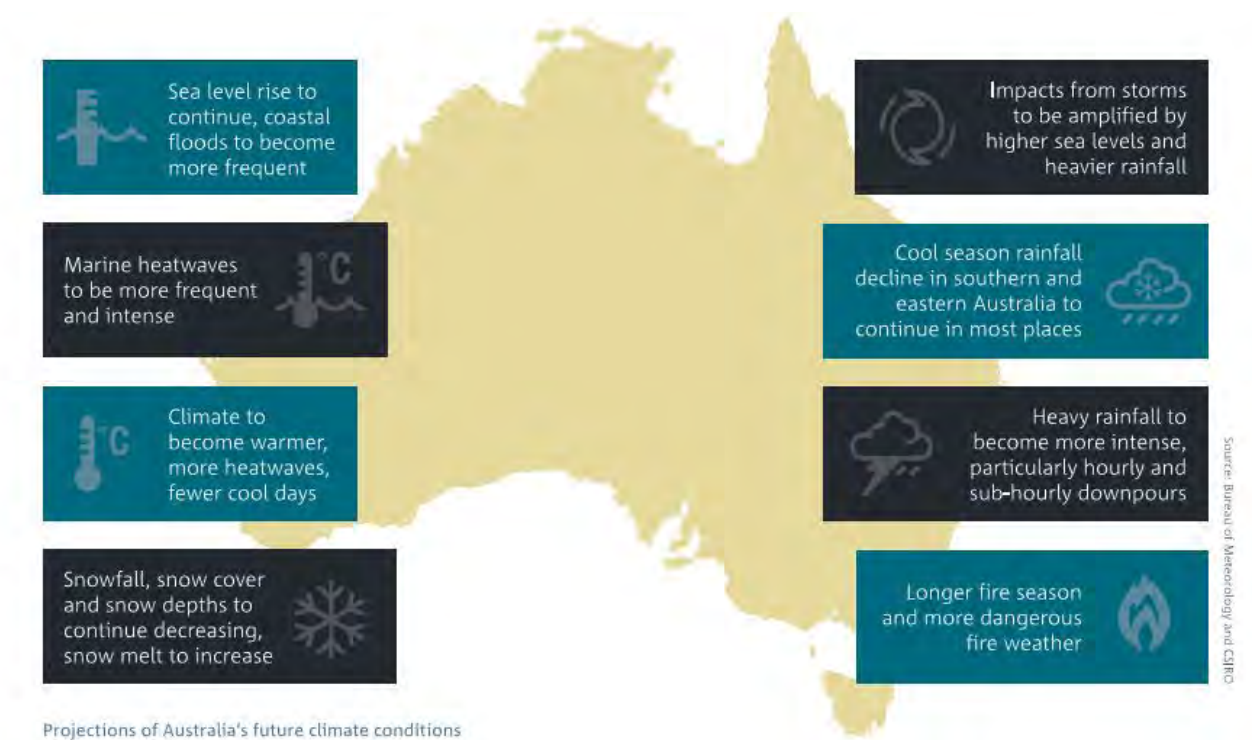 Sea level rise to
continue, coastal
floods to become
more frequent
Marine heatwaves
to be more frequent
and intense
°C
Climate to
become warmer,
more heatwaves,
fewer cool days
°C
Snowfall, snow cover
and snow depths to
continue decreasing,
snow melt to increase
Impacts from storms
to be amplified by
higher sea levels and
heavier rainfall
Cool season rainfall
decline in southern and
eastern Australia to
continue in most places
Heavy rainfall to
become more intense,
particularly hourly and
sub-hourly downpours
Longer fire season
and more dangerous
fire weather
Source: Bureau of Meteorology and CSIRO
Projections of Australia's future climate conditions